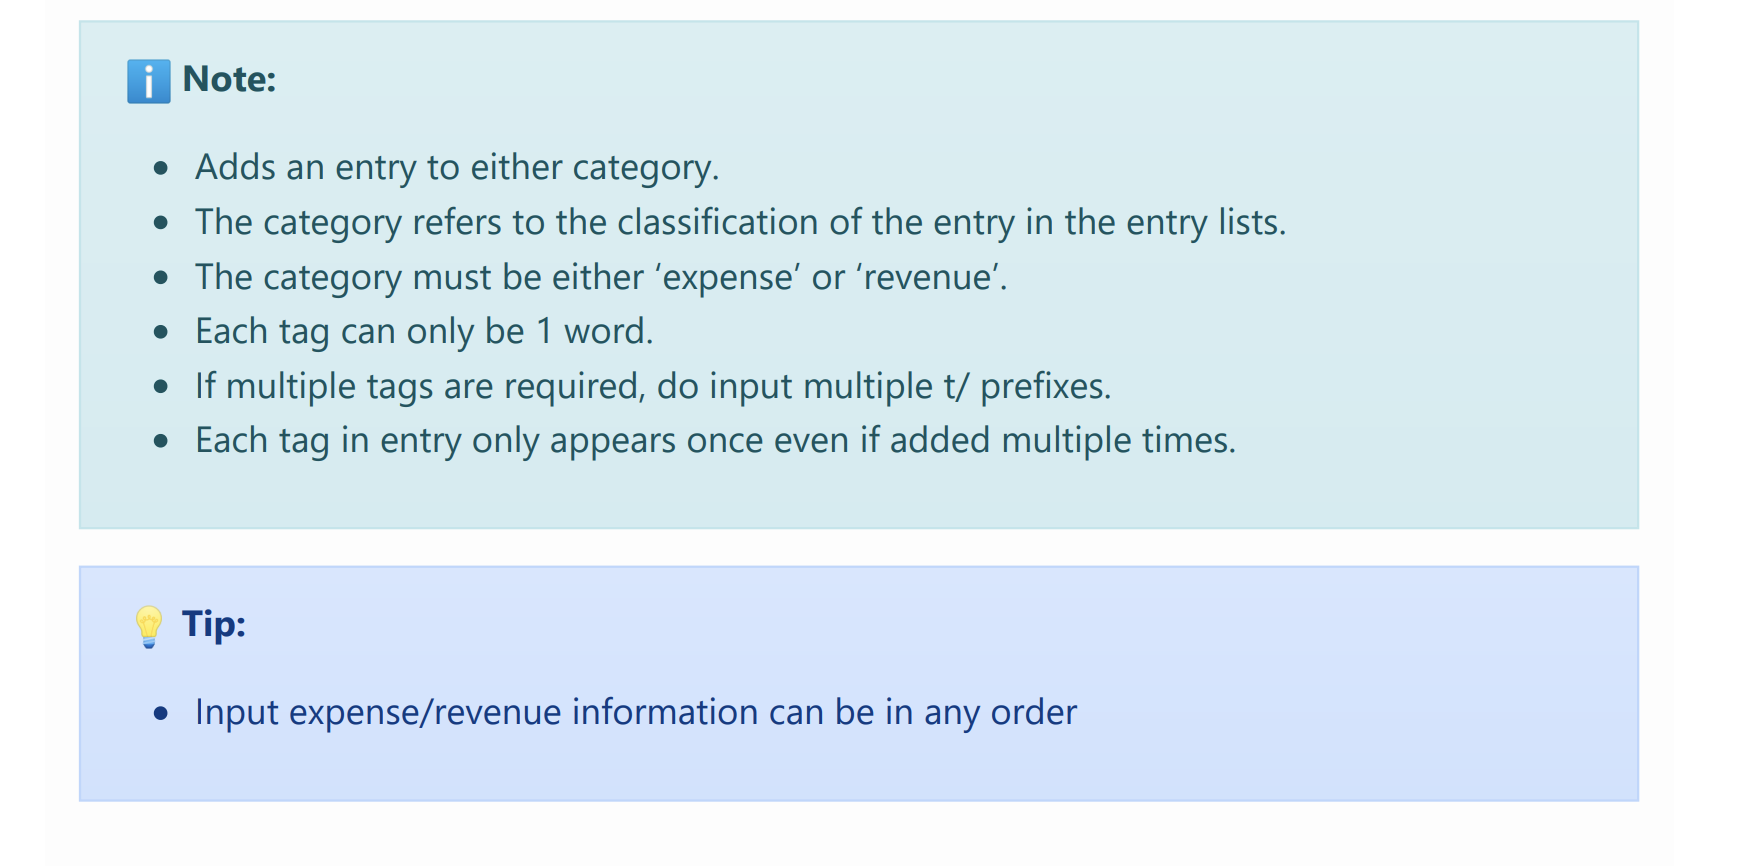 Note:
Adds an entry to either category.
The category refers to the classification of the entry in the entry lists.
The category must be either ‘expense’ or ‘revenue’.
Each tag can only be 1 word.
If multiple tags are required, do input multiple t/ prefixes.
Each tag in entry only appears once even if added multiple times.
Tip:
Input expense/revenue information can be in any order